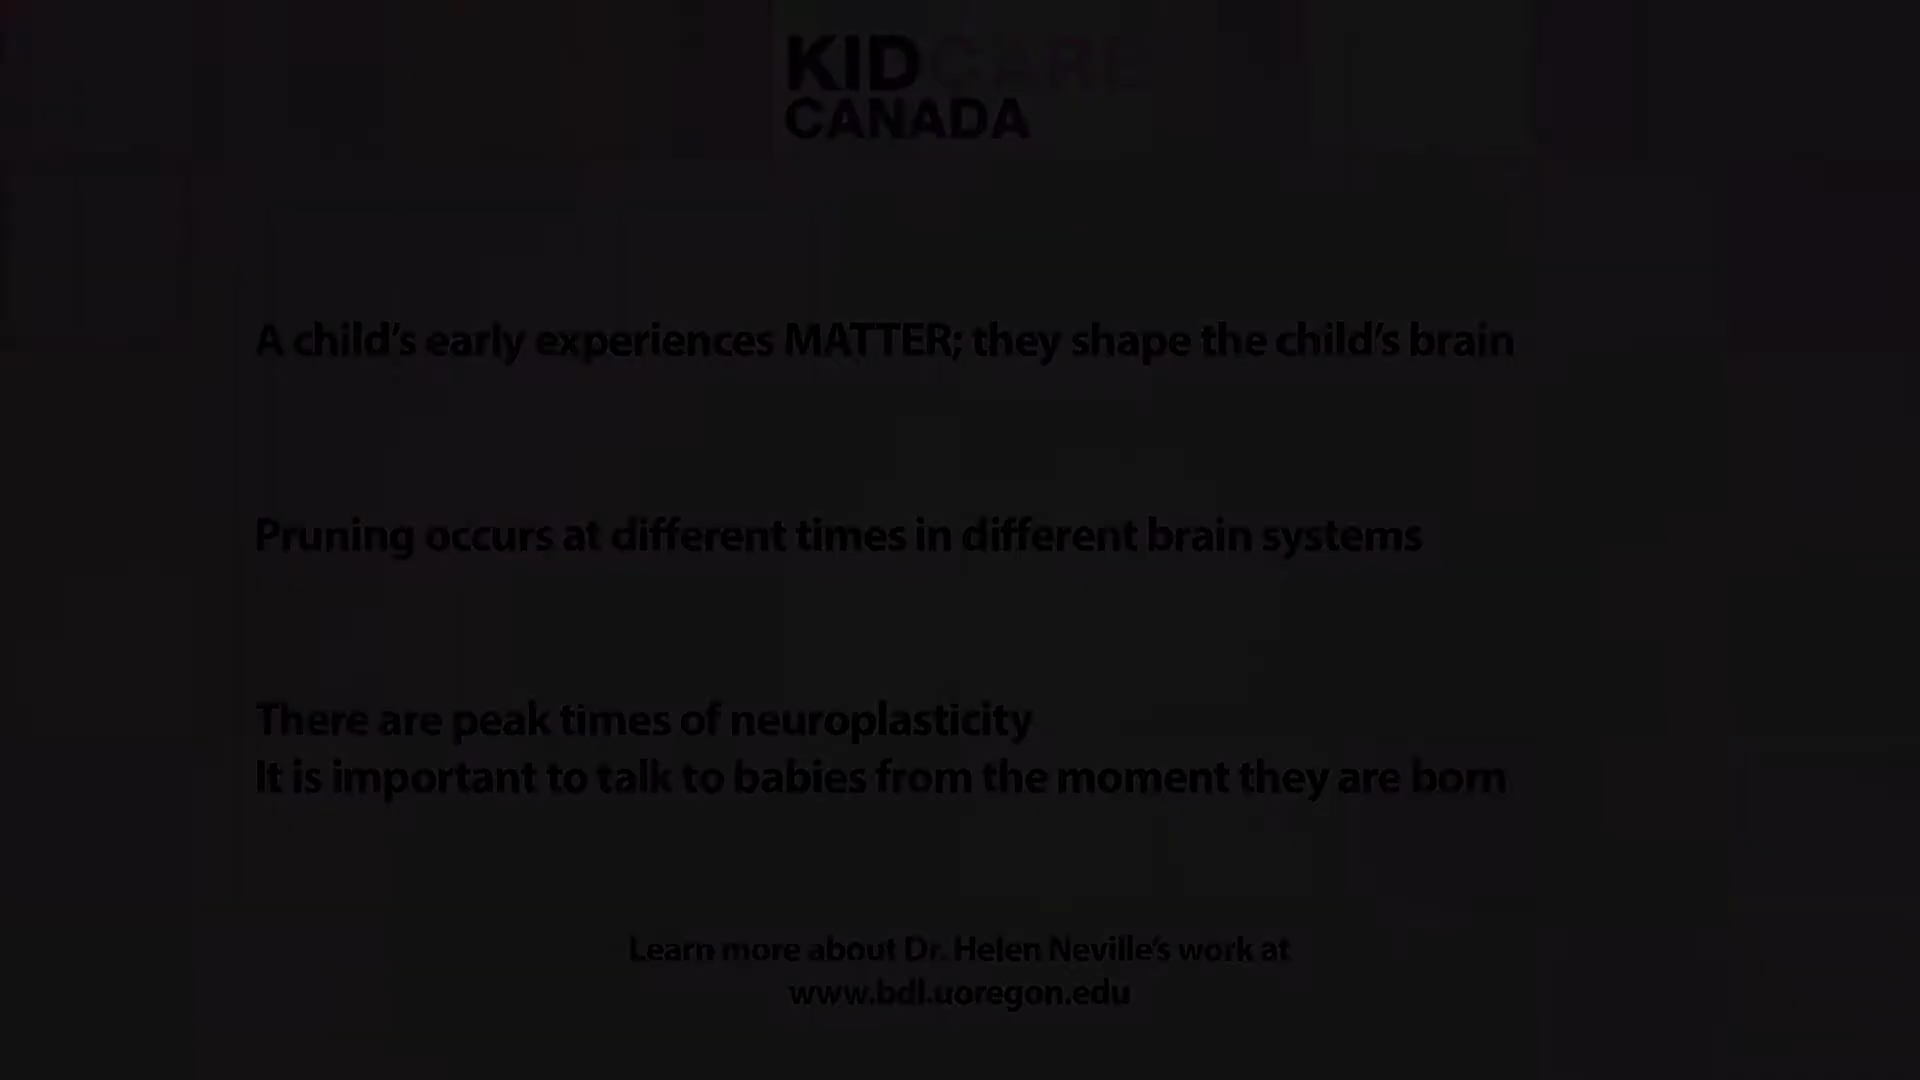 KIDCARE
CANADA
A child's early experiences MATTER; they shape the child's brain
Pruning occurs at different times in different brain systems
There are peak times of neuroplasticity
It is important to talk to babies from the moment they are born
Learn more about Dr. Helen Neville's work at
www.bdl.uoregon.edu